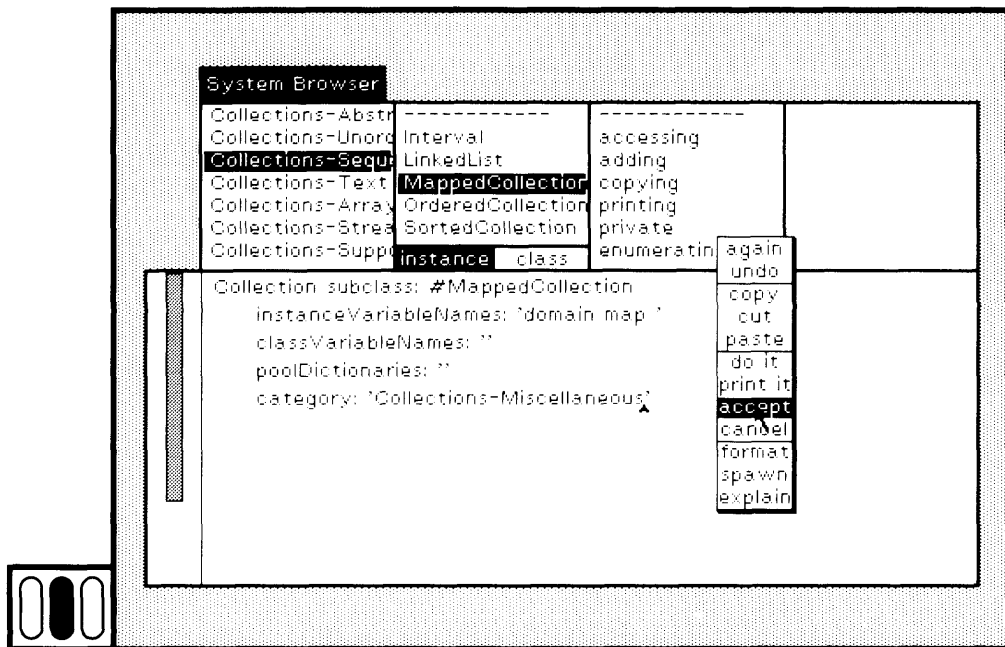 System Browser
Collections-Abstr
Collections-Unord
Collections-Sequ
Collections-Text
Collections-Array
Collections-Strea
Collections-Suppo
------------
Interval
LinkedList
MappedCollection
OrderedCollection
SortedCollection
instance class
------------
accessing
adding
copying
printing
private
enumeratin
Collection subclass: #MappedCollection
instanceVariableNames: 'domain map '
classVariableNames: ''
poolDictionaries: ''
category: 'Collections-Miscellaneous'
again
undo
copy
cut
paste
do it
print it
accept
cancel
format
spawn
explain